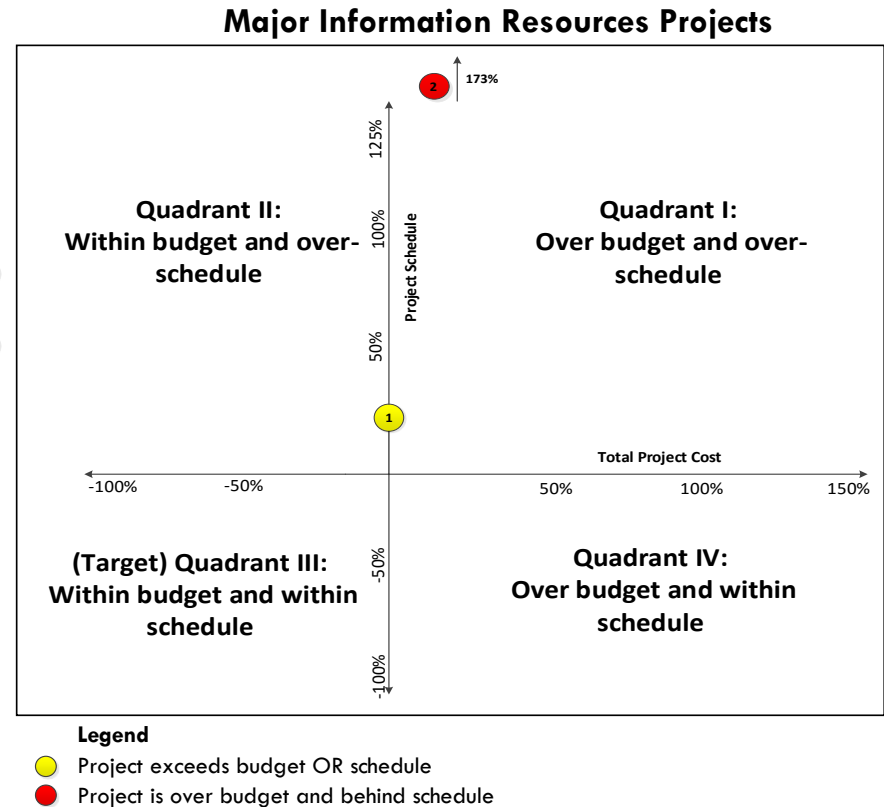 Major Information Resources Projects
2
173%
125%
Quadrant II:
Within budget and over-
schedule
100%
Project Schedule
Quadrant I:
Over budget and over-
schedule
50%
1
Total Project Cost
-100%
-50%
50%
100%
150%
(Target) Quadrant III:
Within budget and within
schedule
-50%
Quadrant IV:
Over budget and within
schedule
-100%
Legend
Project exceeds budget OR schedule
Project is over budget and behind schedule